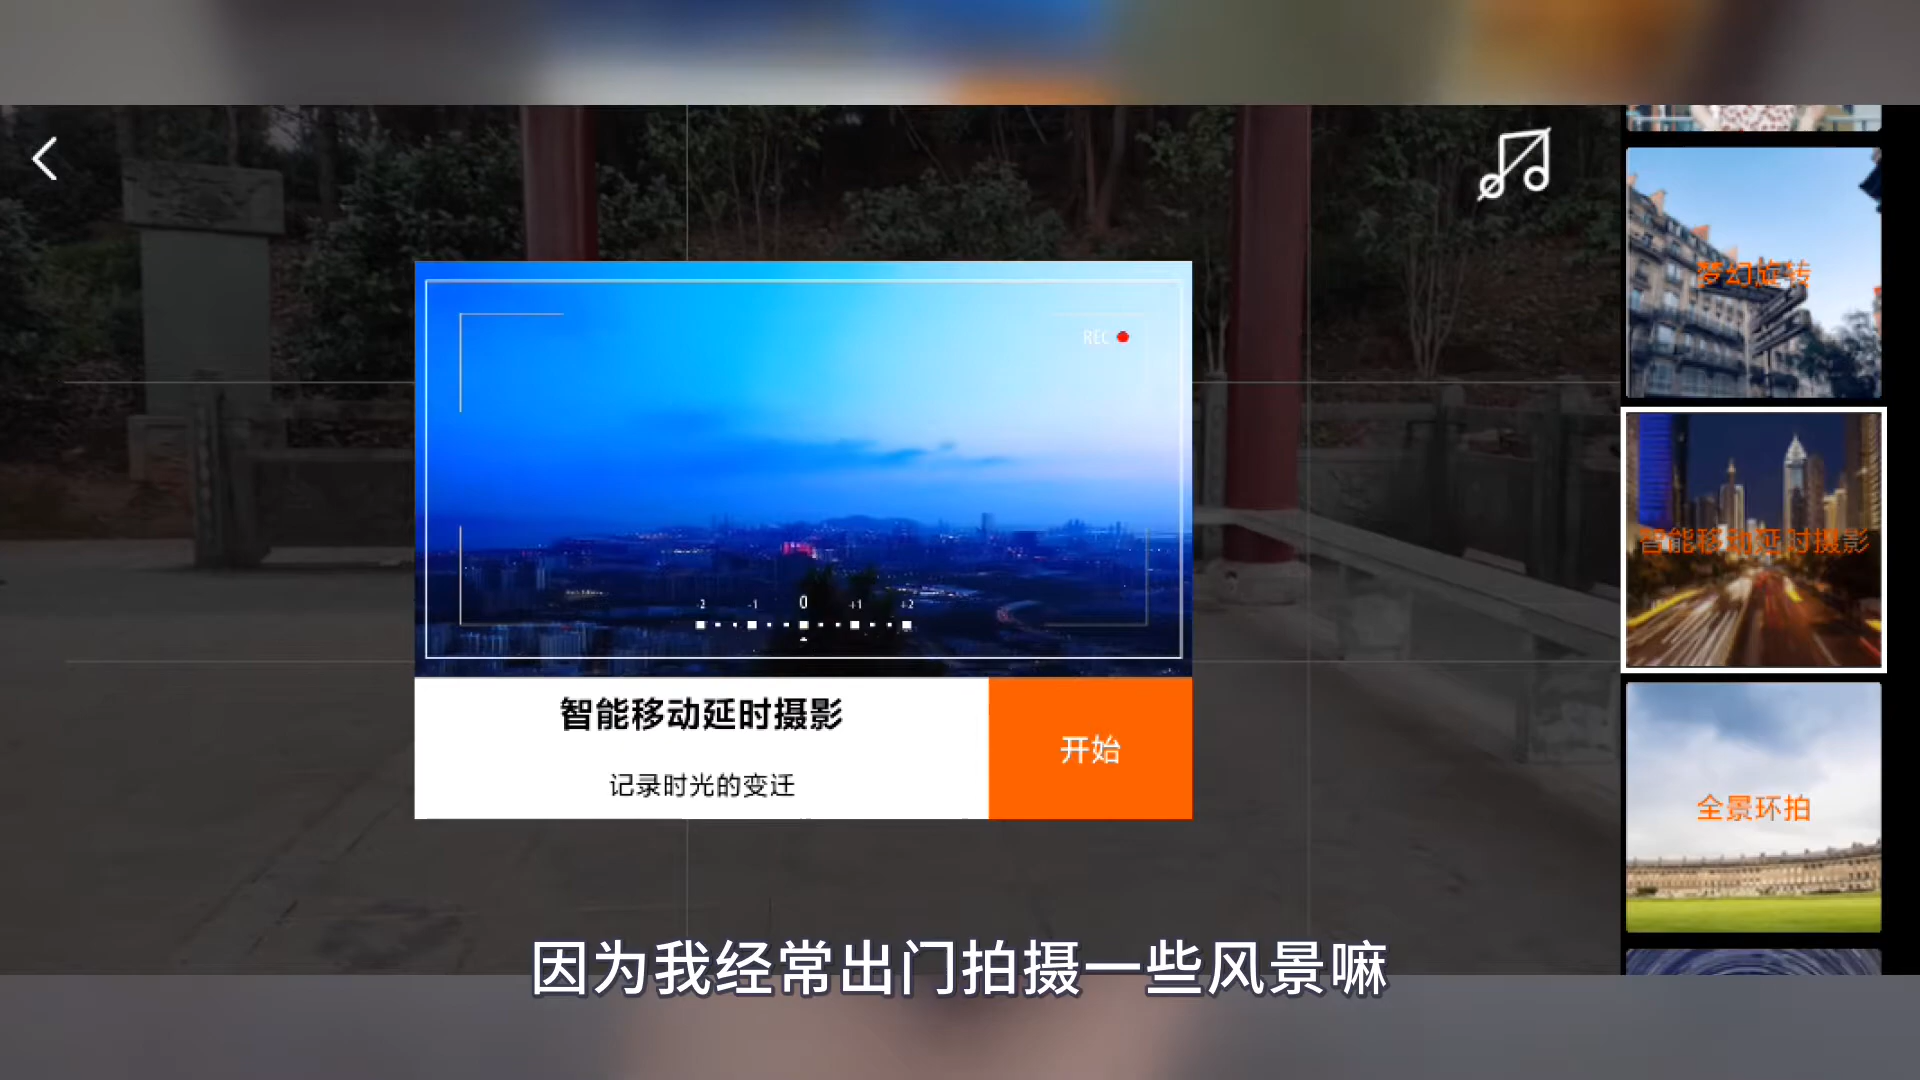 梦幻旋转
REC
-2 -1 0 +1 +2
智能移动延时摄影
智能移动延时摄影
开始
记录时光的变迁
全景环拍
因为我经常出门拍摄一些风景嘛